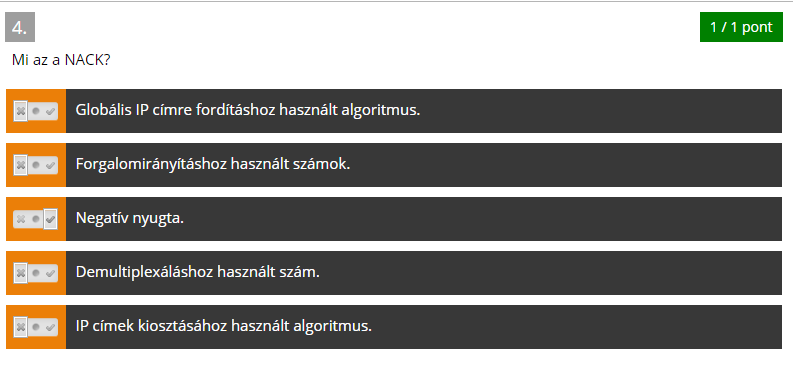 4.
1 / 1 pont
Mi az a NACK?
Globális IP címre fordításhoz használt algoritmus.
Forgalomirányításhoz használt számok.
Negatív nyugta.
Demultiplexáláshoz használt szám.
IP címek kiosztásához használt algoritmus.